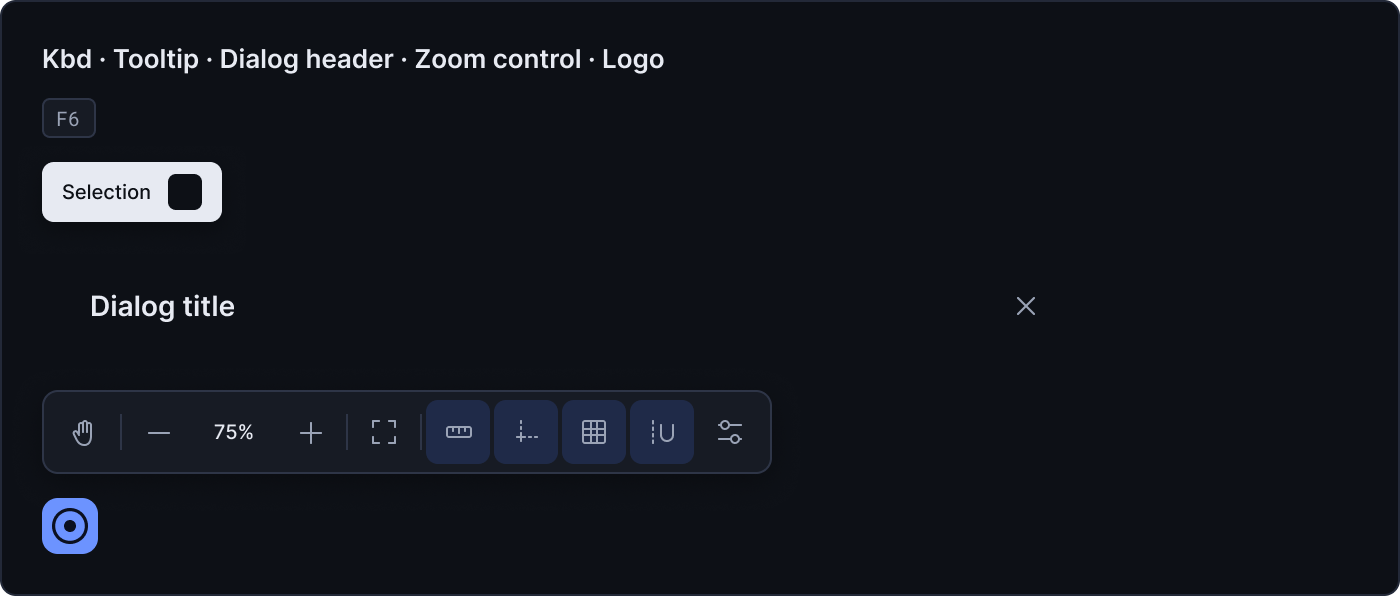 Kbd · Tooltip · Dialog header · Zoom control · Logo
F6
Selection
Dialog title
75%